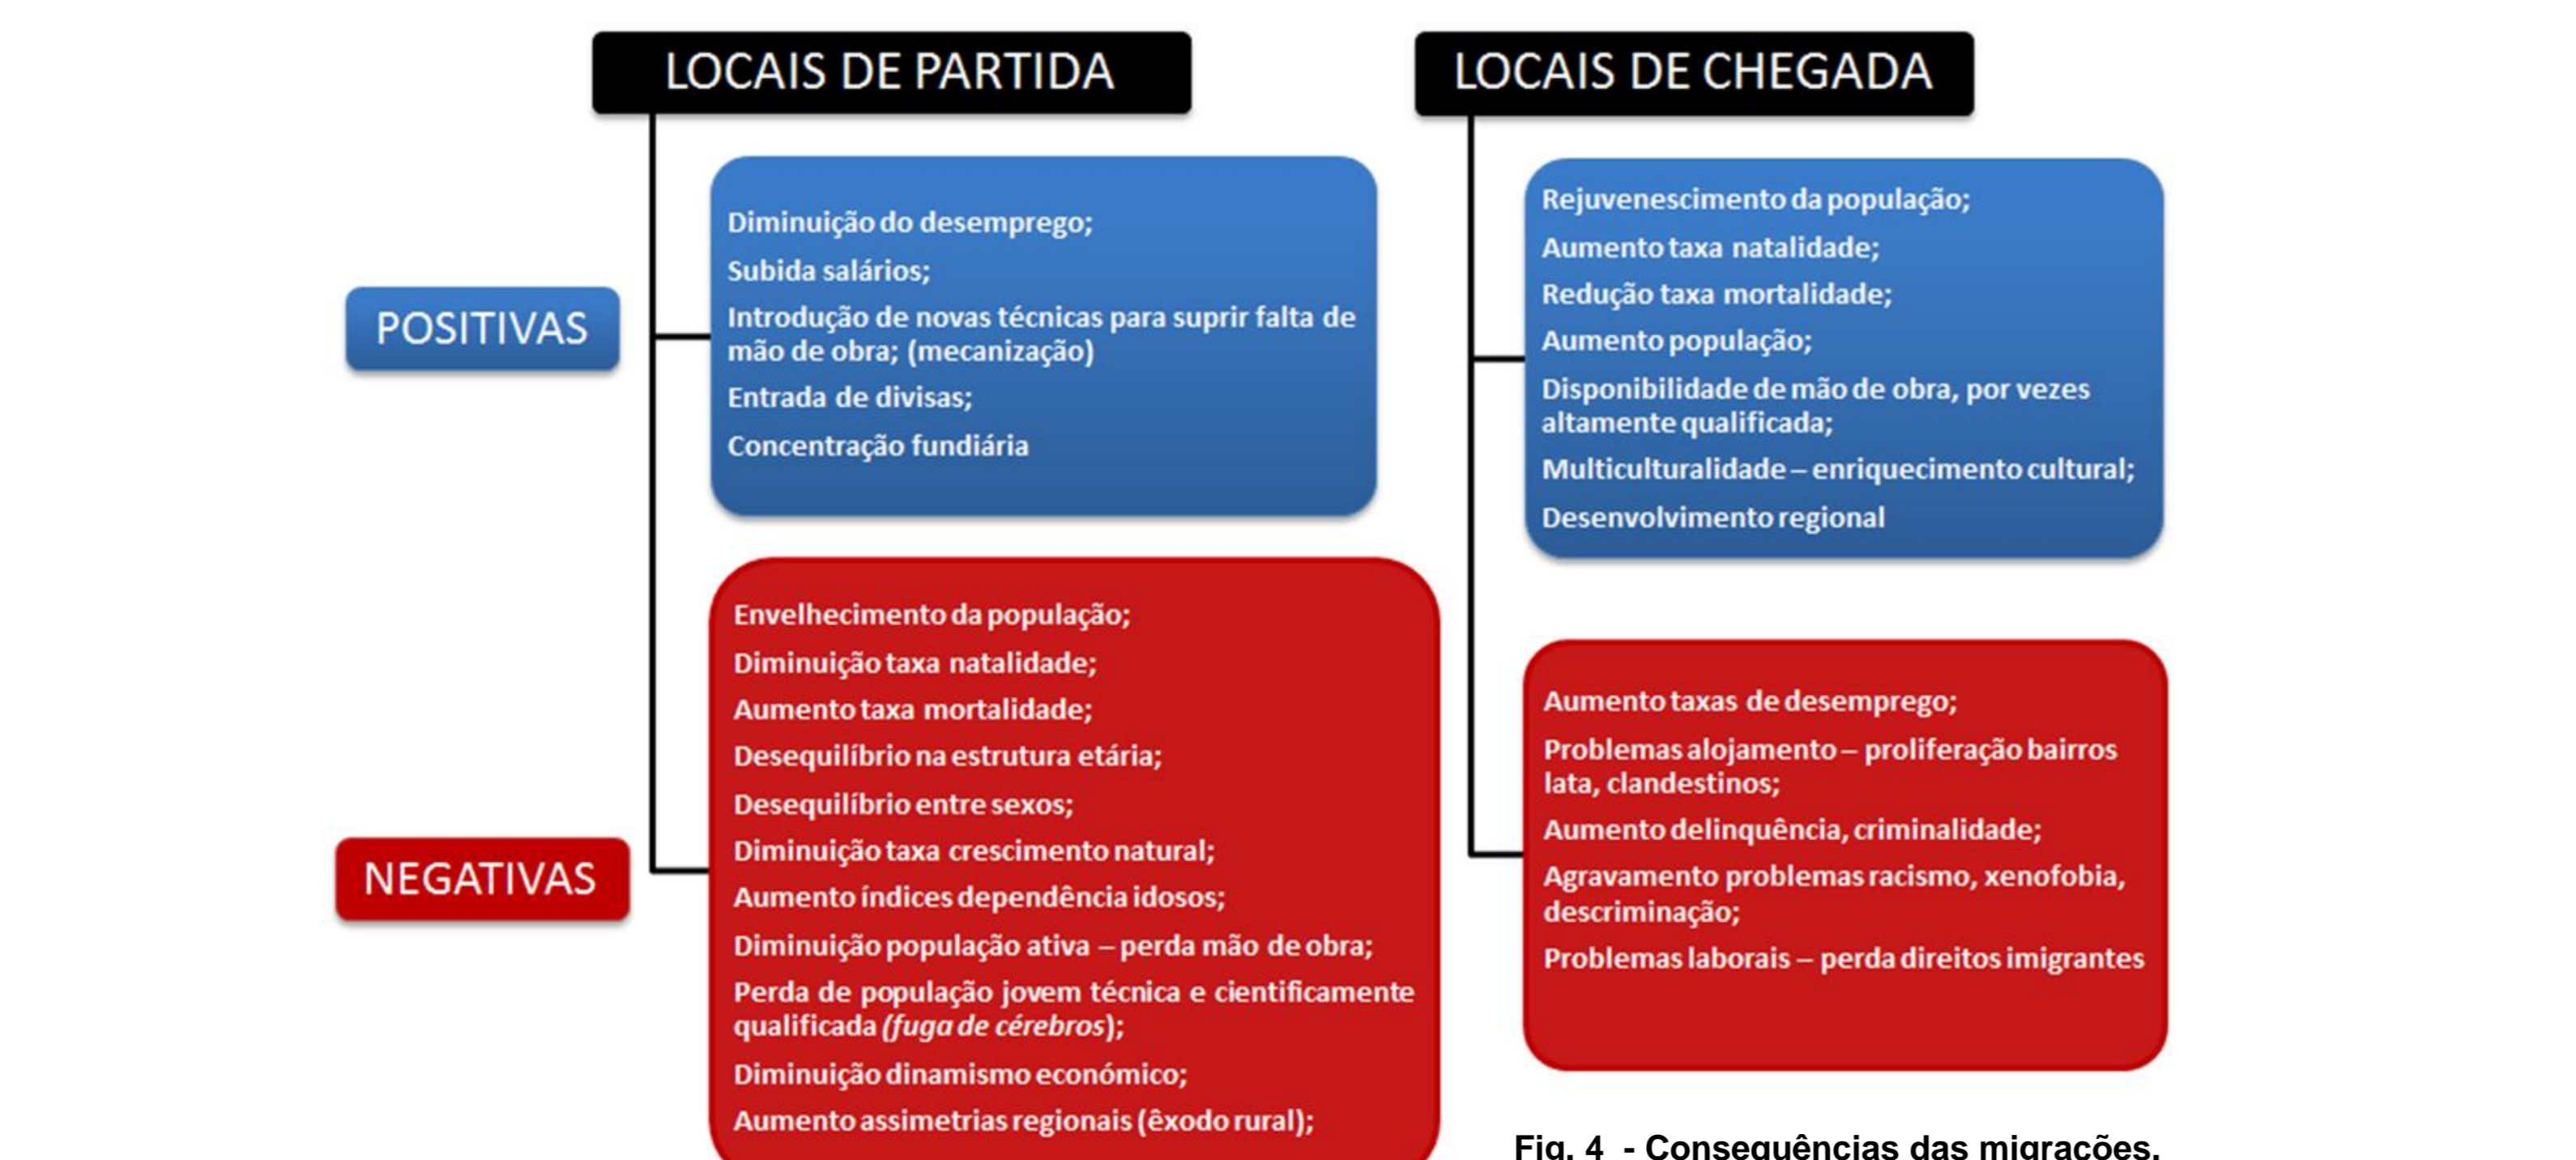 LOCAIS DE PARTIDA
LOCAIS DE CHEGADA
POSITIVAS
Diminuição do desemprego;
Subida salários;
Introdução de novas técnicas para suprir falta de
mão de obra; (mecanização)
Entrada de divisas;
Concentração fundiária
Rejuvenescimento da população;
Aumento taxa natalidade;
Redução taxa mortalidade;
Aumento população;
Disponibilidade de mão de obra, por vezes
altamente qualificada;
Multiculturalidade – enriquecimento cultural;
Desenvolvimento regional
NEGATIVAS
Envelhecimento da população;
Diminuição taxa natalidade;
Aumento taxa mortalidade;
Desequilíbrio na estrutura etária;
Desequilíbrio entre sexos;
Diminuição taxa crescimento natural;
Aumento índices dependência idosos;
Diminuição população ativa – perda mão de obra;
Perda de população jovem técnica e cientificamente
qualificada (fuga de cérebros);
Diminuição dinamismo económico;
Aumento assimetrias regionais (êxodo rural);
Aumento taxas de desemprego;
Problemas alojamento – proliferação bairros
lata, clandestinos;
Aumento delinquência, criminalidade;
Agravamento problemas racismo, xenofobia,
descriminação;
Problemas laborais – perda direitos imigrantes
Fig. 4 - Consequências das migrações.